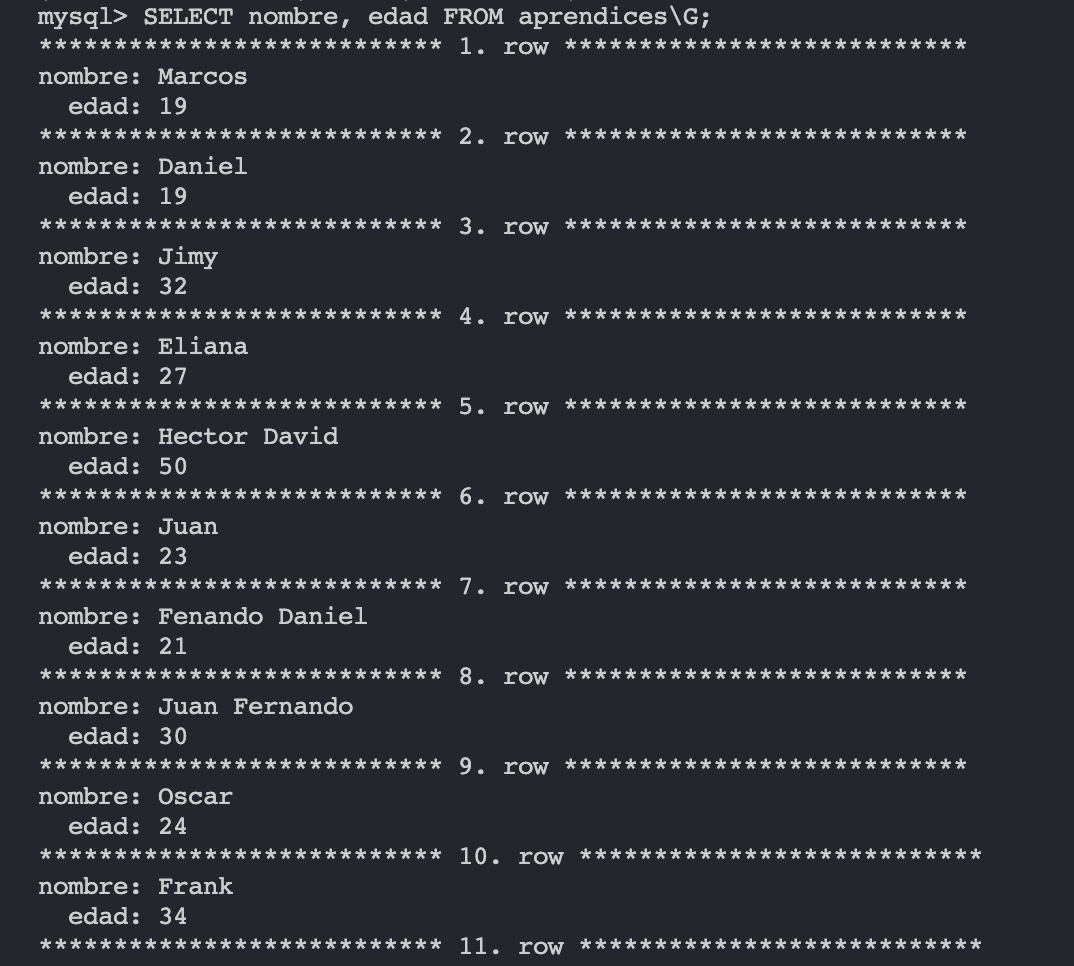 mysql> SELECT nombre, edad FROM aprendices\G;
*************************** 1. row ***************************
nombre: Marcos
  edad: 19
*************************** 2. row ***************************
nombre: Daniel
  edad: 19
*************************** 3. row ***************************
nombre: Jimy
  edad: 32
*************************** 4. row ***************************
nombre: Eliana
  edad: 27
*************************** 5. row ***************************
nombre: Hector David
  edad: 50
*************************** 6. row ***************************
nombre: Juan
  edad: 23
*************************** 7. row ***************************
nombre: Fenando Daniel
  edad: 21
*************************** 8. row ***************************
nombre: Juan Fernando
  edad: 30
*************************** 9. row ***************************
nombre: Oscar
  edad: 24
*************************** 10. row ***************************
nombre: Frank
  edad: 34
*************************** 11. row ***************************